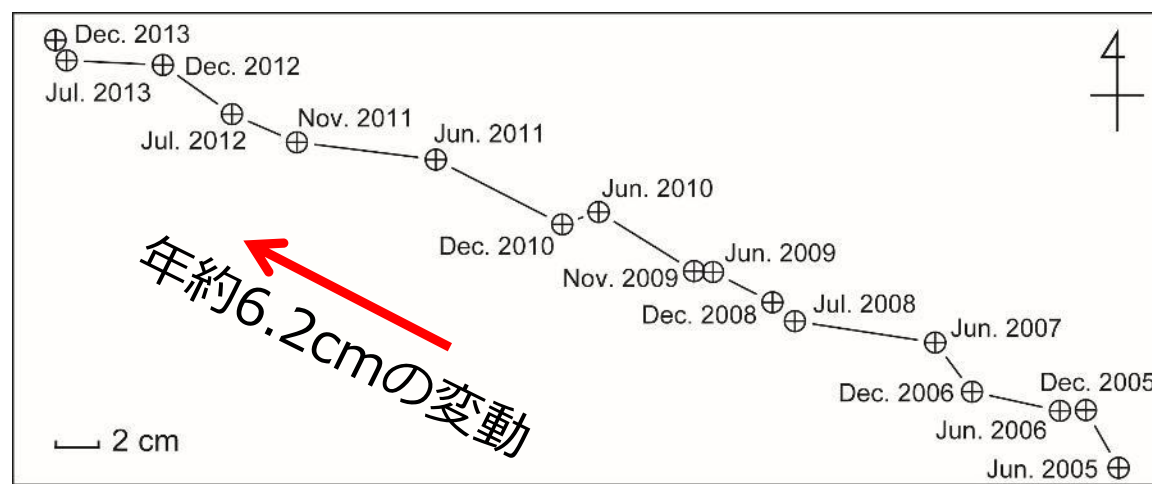 Dec. 2013
Jul. 2013
Dec. 2012
Jul. 2012
Nov. 2011
Jun. 2011
Jun. 2010
Dec. 2010
Nov. 2009
Jun. 2009
Dec. 2008
Jul. 2008
Jun. 2007
Dec. 2006
Dec. 2005
Jun. 2006
Jun. 2005
年約6.2cmの変動
2 cm